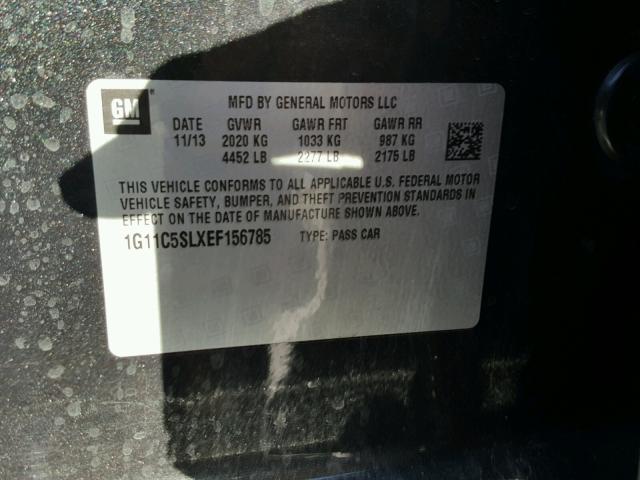 GM ® MFD BY GENERAL MOTORS LLC
DATE GVWR GAWR FRT GAWR RR
11/13 2020 KG 1033 KG 987 KG
4452 LB 2277 LB 2175 LB
THIS VEHICLE CONFORMS TO ALL APPLICABLE U.S. FEDERAL MOTOR
VEHICLE SAFETY, BUMPER, AND THEFT PREVENTION STANDARDS IN
EFFECT ON THE DATE OF MANUFACTURE SHOWN ABOVE.
1G11C5SLXEF156785 TYPE: PASS CAR